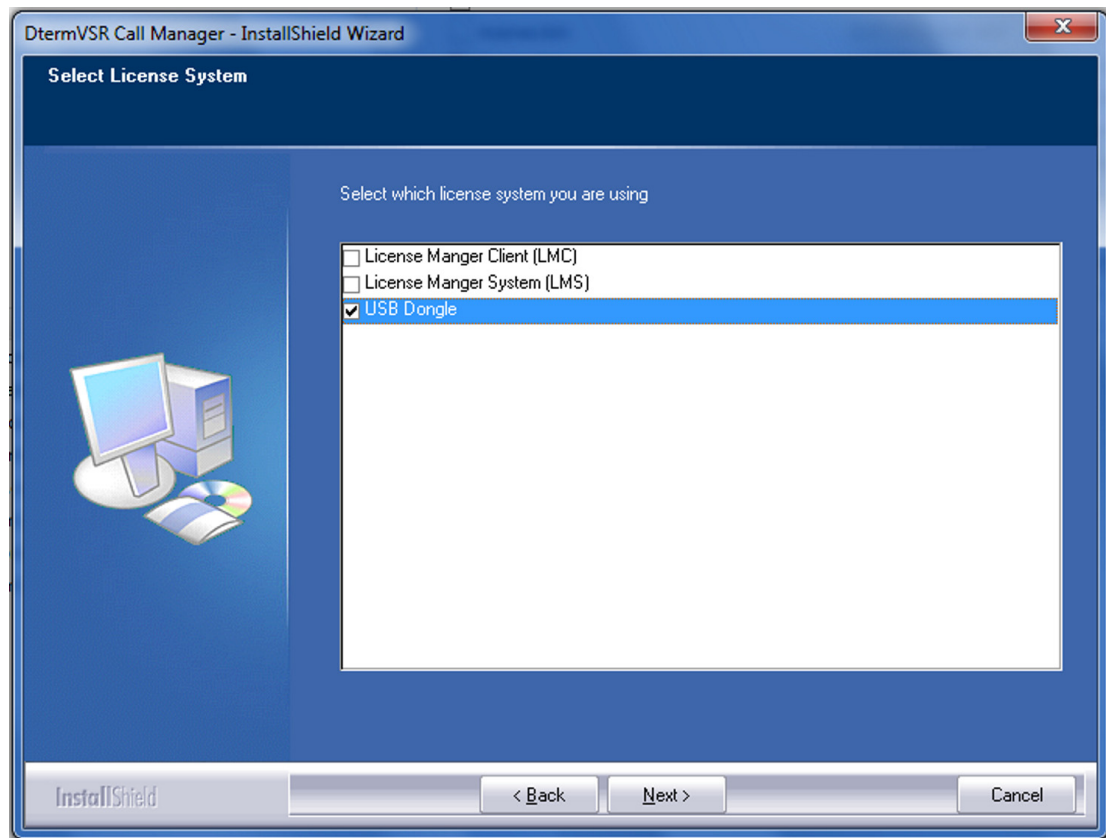 DtermVSR Call Manager - InstallShield Wizard
Select License System
Select which license system you are using
License Manger Client (LMC)
License Manger System (LMS)
USB Dongle
InstallShield
< Back
Next >
Cancel